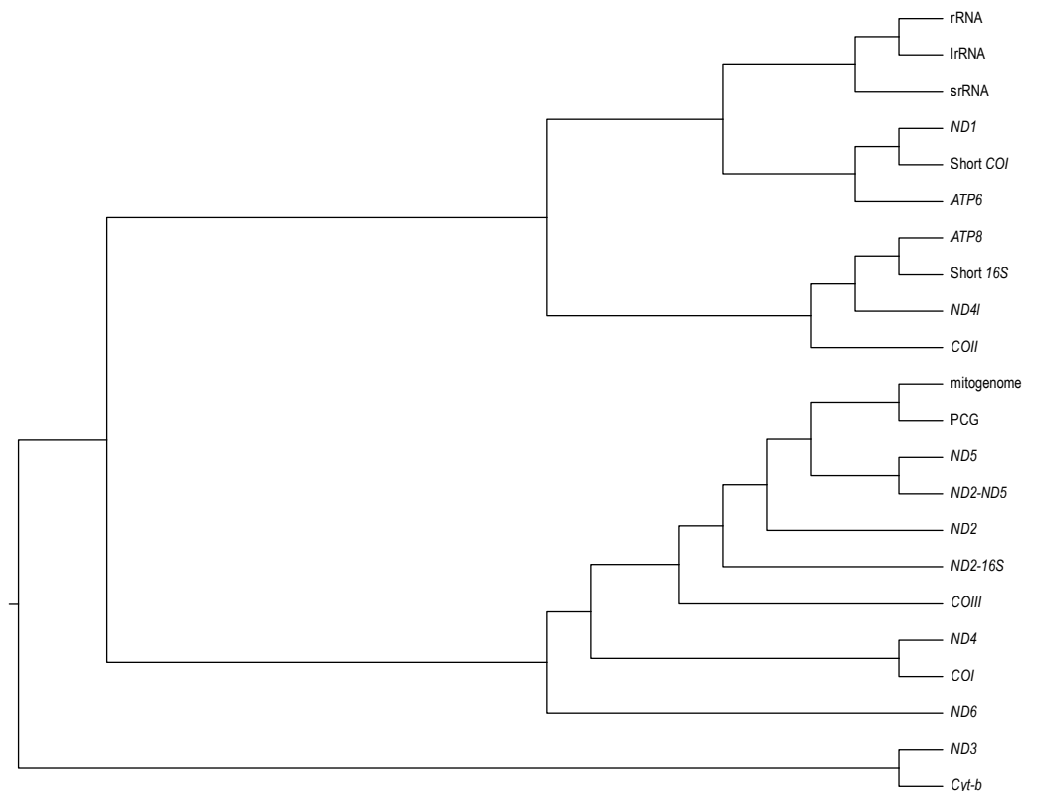 rRNA
lrRNA
srRNA
ND1
Short COI
ATP6
ATP8
Short 16S
ND4l
COII
mitogenome
PCG
ND5
ND2-ND5
ND2
ND2-16S
COIII
ND4
COI
ND6
ND3
Cyt-b